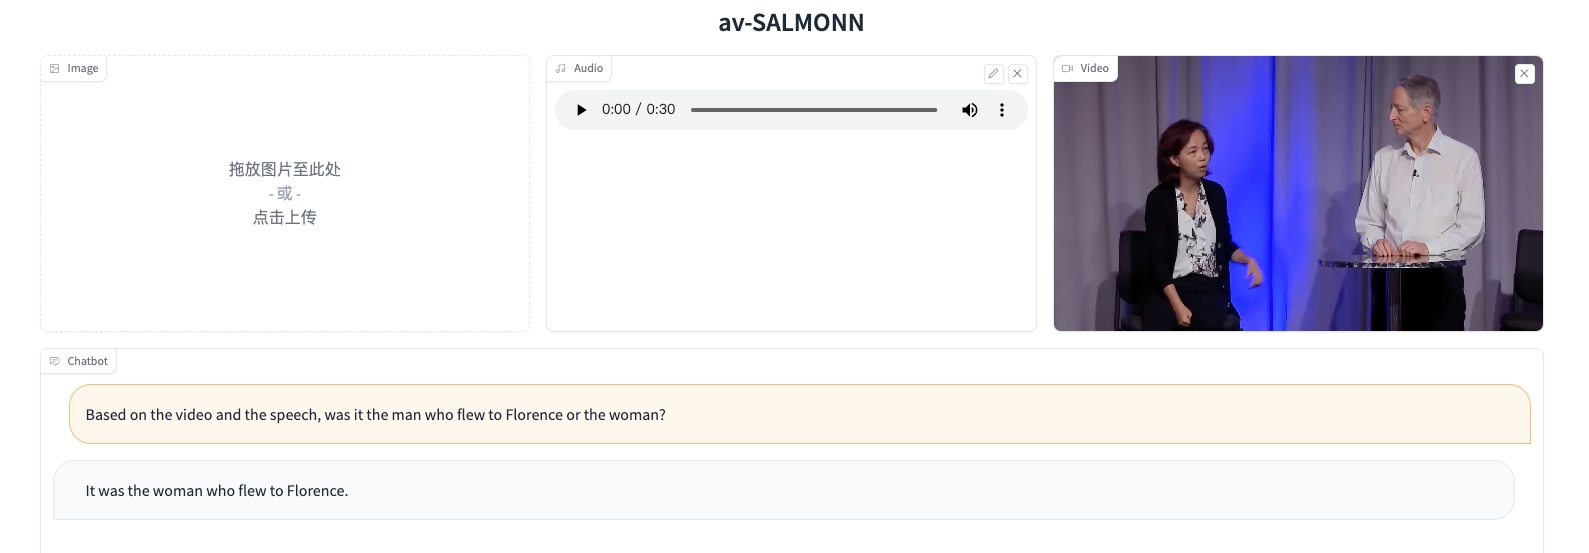 av-SALMONN
Image
Audio
Video
拖放图片至此处
- 或 -
点击上传
0:00 / 0:30
Chatbot
Based on the video and the speech, was it the man who flew to Florence or the woman?
It was the woman who flew to Florence.